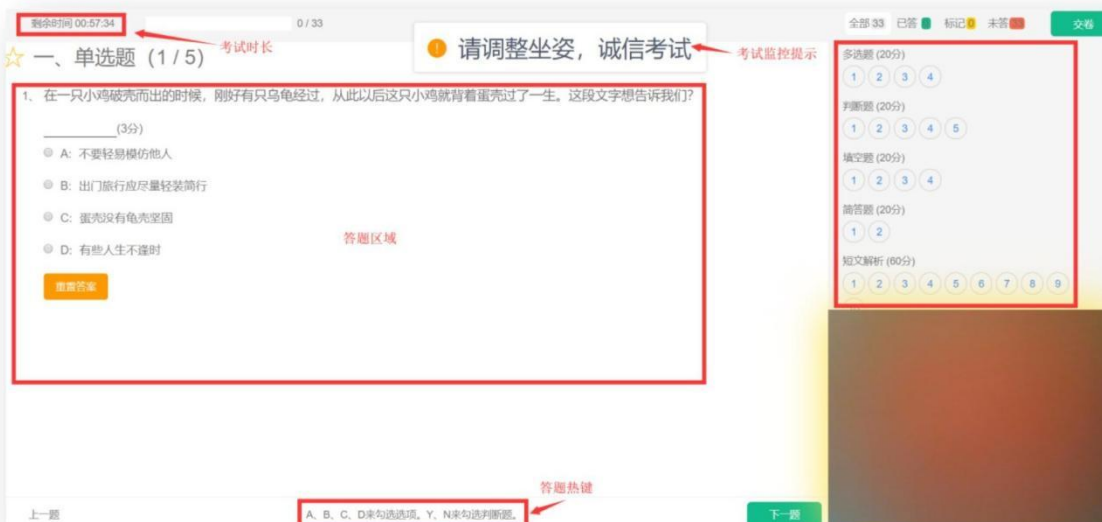 剩余时间 00:57:34
0 / 33
全部 33 已答 标记 0 未答 33
交卷
考试时长
一、单选题（1 / 5）
请调整坐姿，诚信考试
考试监控提示
1、 在一只小鸡破壳而出的时候，刚好有只乌龟经过，从此以后这只小鸡就背着蛋壳过了一生。这段文字想告诉我们?
__________(3分)
A: 不要轻易模仿他人
B: 出门旅行应尽量轻装简行
C: 蛋壳没有龟壳坚固
D: 有些人生不逢时
重置答案
答题区域
多选题 (20分)
1 2 3 4
判断题 (20分)
1 2 3 4 5
填空题 (20分)
1 2 3 4
简答题 (20分)
1 2
短文解析 (60分)
1 2 3 4 5 6 7 8 9
答题热键
上一题
A、B、C、D来勾选选项。Y、N来勾选判断题。
下一题